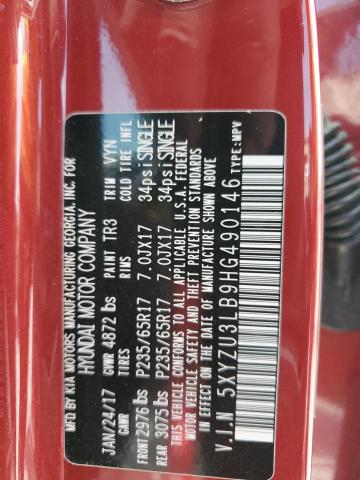 MFG BY KIA MOTORS MANUFACTURING GEORGIA, INC. FOR
HYUNDAI MOTOR COMPANY
JAN/24/17 GVWR 4872 lbs PAINT TR3 TRIM VYN
GAWR TIRES RIMS COLD TIRE INFL
FRONT 2976 lbs P235/65R17 7.0JX17 34psi SINGLE
REAR 3075 lbs P235/65R17 7.0JX17 34psi SINGLE
THIS VEHICLE CONFORMS TO ALL APPLICABLE U.S.A. FEDERAL
MOTOR VEHICLE SAFETY AND THEFT PREVENTION STANDARDS
IN EFFECT ON THE DATE OF MANUFACTURE SHOWN ABOVE.
V.I.N 5XYZU3LB9HG490146 TYPE:MPV